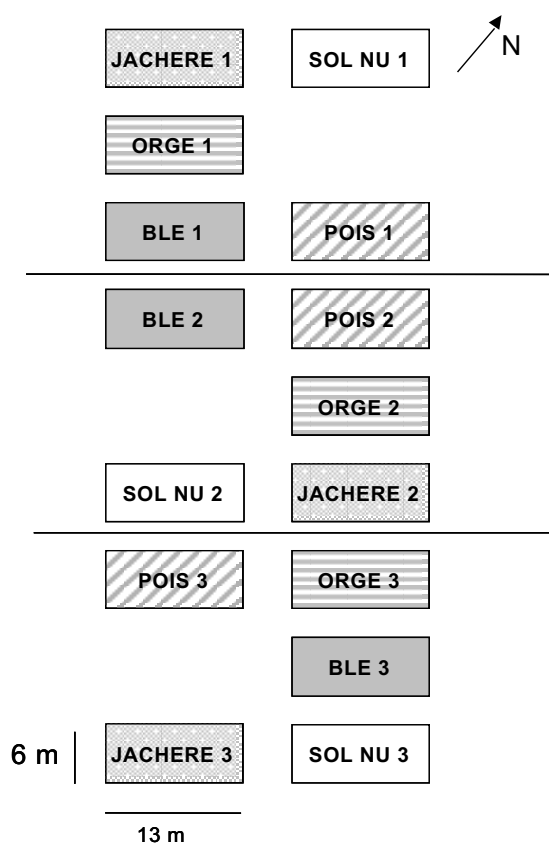 N
JACHERE 1 SOL NU 1
ORGE 1
BLE 1 POIS 1
BLE 2 POIS 2
ORGE 2
SOL NU 2 JACHERE 2
POIS 3 ORGE 3
BLE 3
6 m JACHERE 3 SOL NU 3
13 m